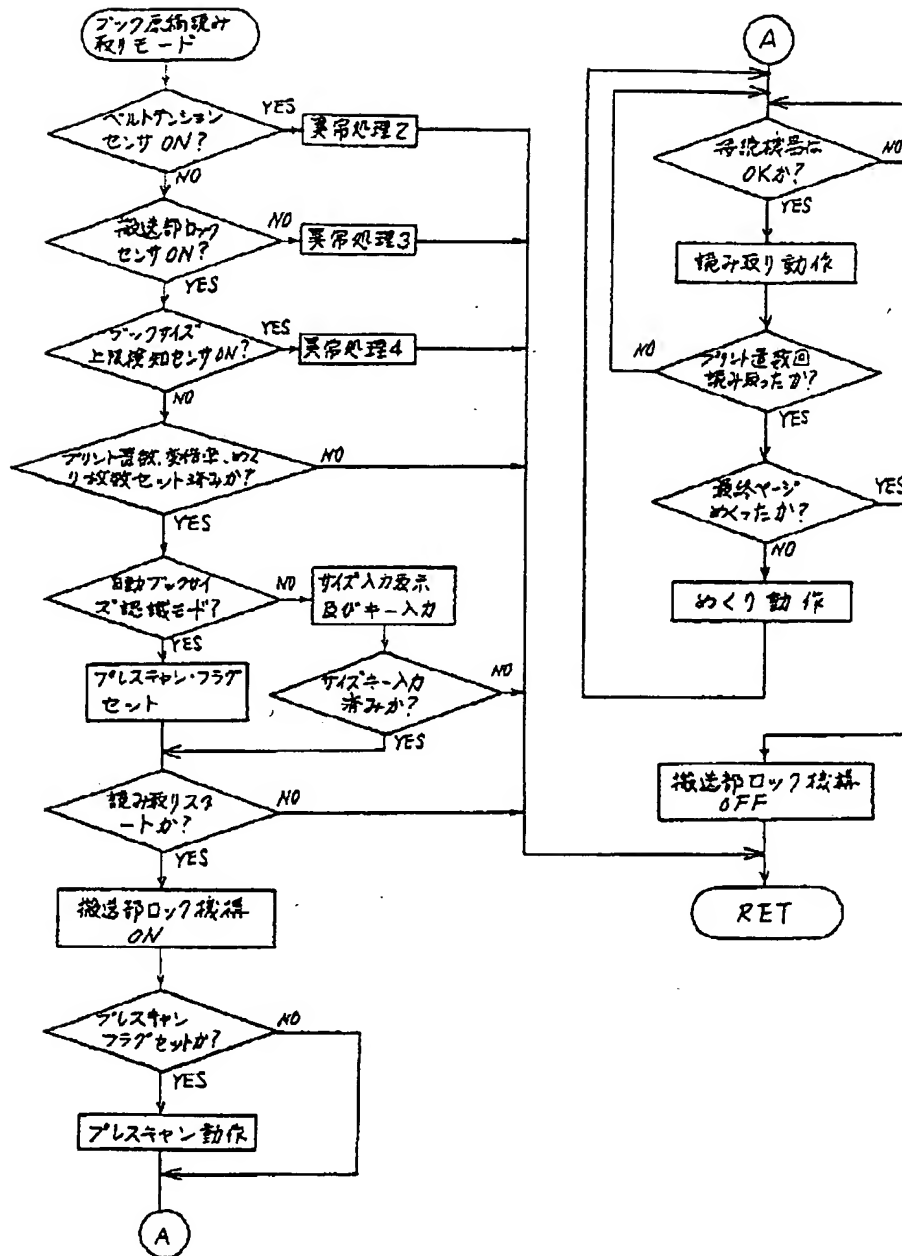 ブック原稿読み
取りモード
ベルトテンション
センサ ON?
YES
異常処理2
NO
搬送部ロック
センサ ON?
NO
異常処理3
YES
ブックサイズ
上限検知センサON?
YES
異常処理4
NO
プリント置数、変倍率、めく
り枚数セット済みか?
NO
YES
自動ブックサイ
ズ認識モード?
NO
サイズ入力表示
及びキー入力
YES
プレスキャン・フラグ
セット
サイズキー入力
済みか?
NO
YES
読み取りスタ
ートか?
NO
YES
搬送部ロック機構
ON
プレスキャン
フラグセットか?
NO
YES
プレスキャン動作
A
A
接続機器は
OKか?
NO
YES
読み取り動作
プリント置数回
読み取ったか?
NO
YES
最終ページ
めくったか?
YES
NO
めくり動作
搬送部ロック機構
OFF
RET